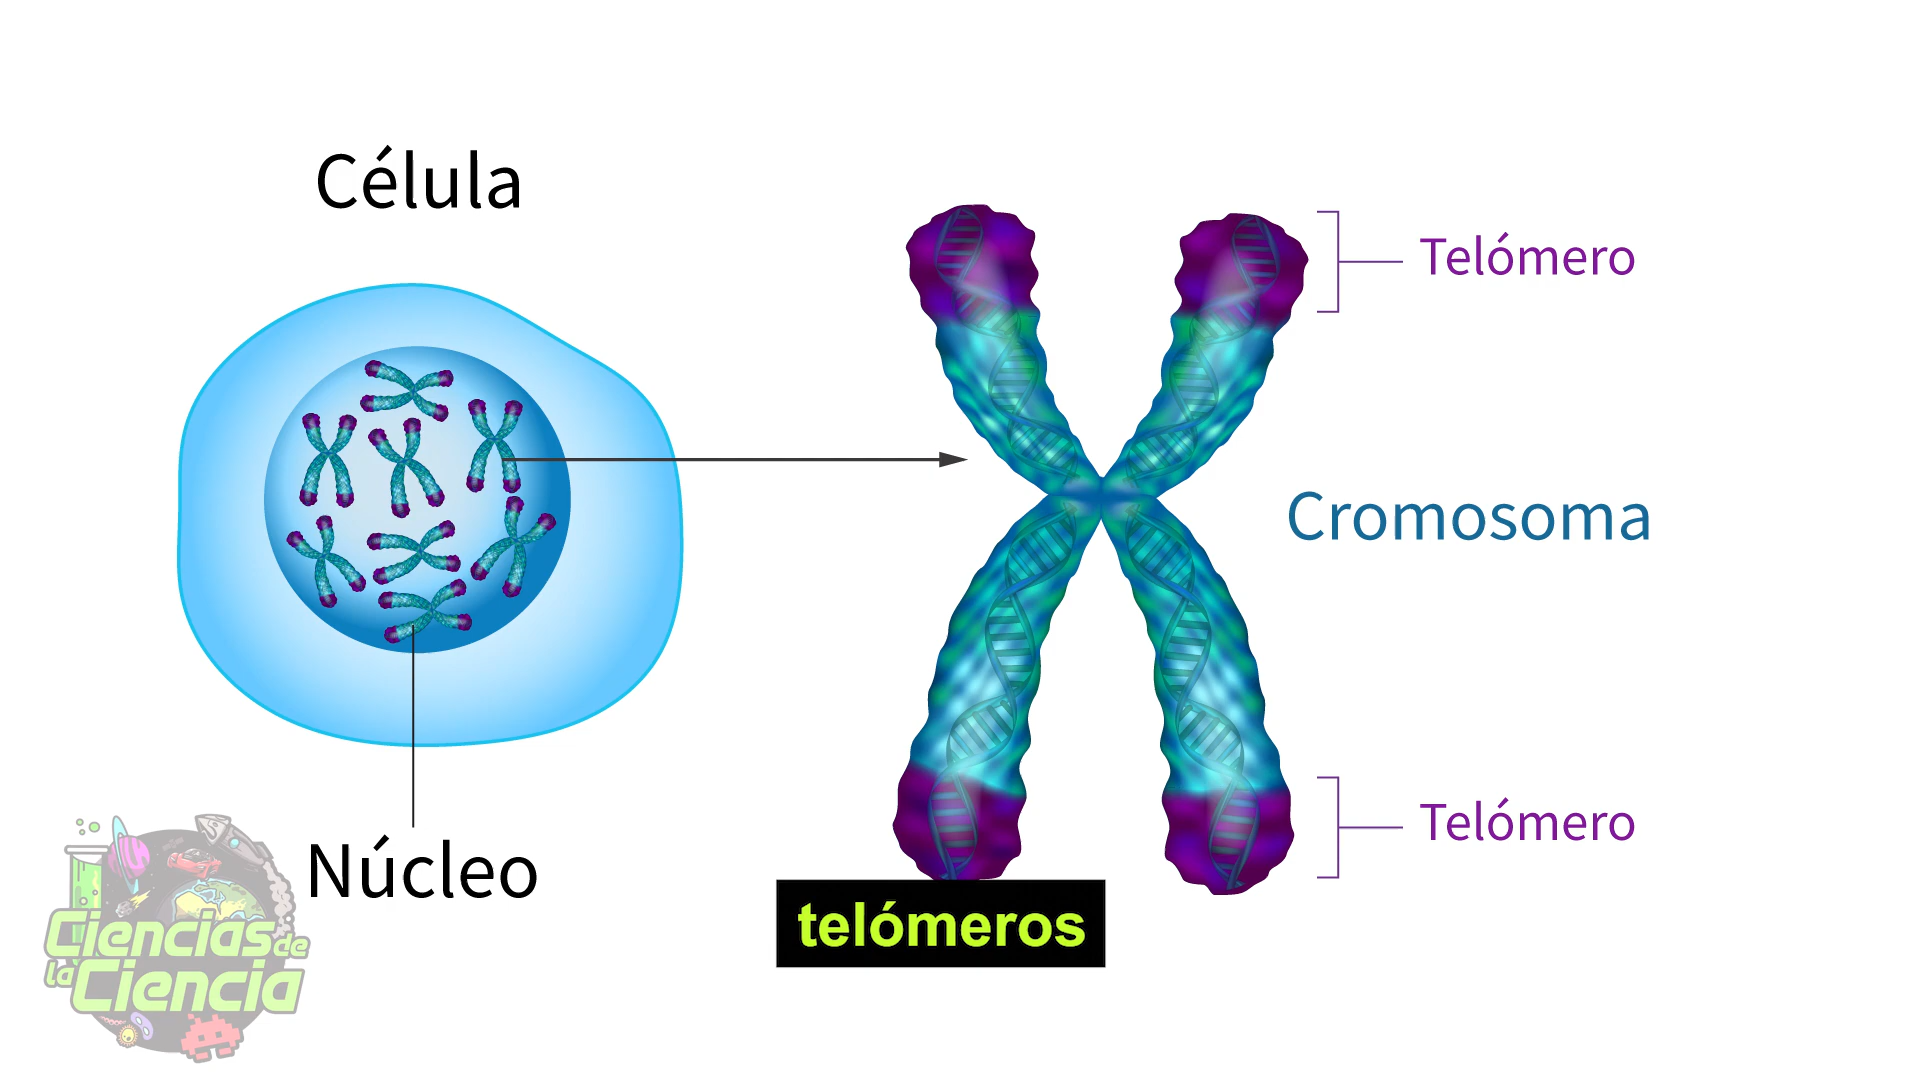 Célula
Telómero
Cromosoma
Telómero
Núcleo
telómeros
Ciencias de
la Ciencia